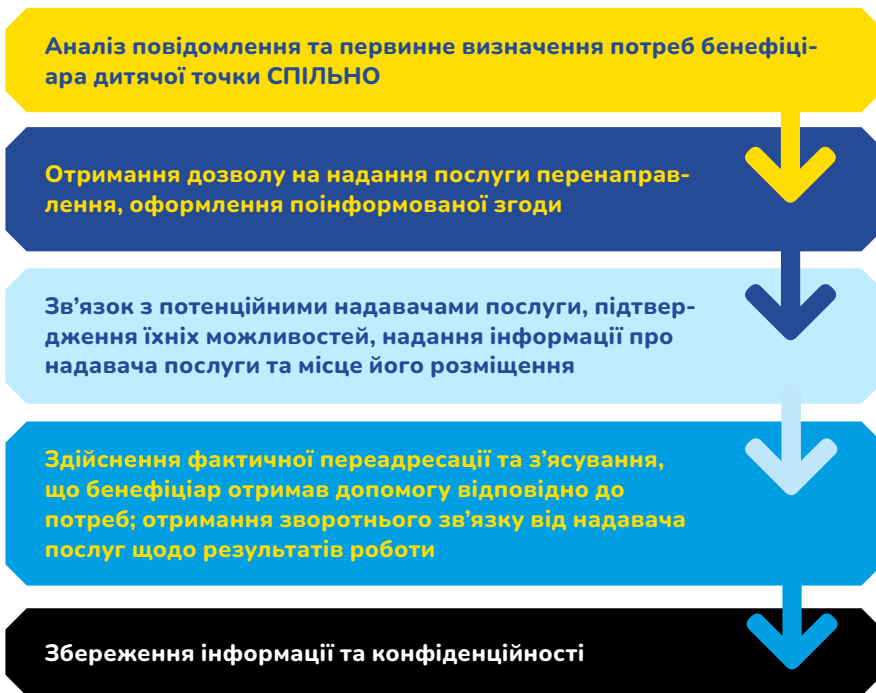 Аналіз повідомлення та первинне визначення потреб бенефіці-
ара дитячої точки СПІЛЬНО
Отримання дозволу на надання послуги перенаправ-
лення, оформлення поінформованої згоди
Зв’язок з потенційними надавачами послуги, підтвер-
дження їхніх можливостей, надання інформації про
надавача послуги та місце його розміщення
Здійснення фактичної переадресації та з’ясування,
що бенефіціар отримав допомогу відповідно до
потреб; отримання зворотнього зв’язку від надавача
послуг щодо результатів роботи
Збереження інформації та конфіденційності